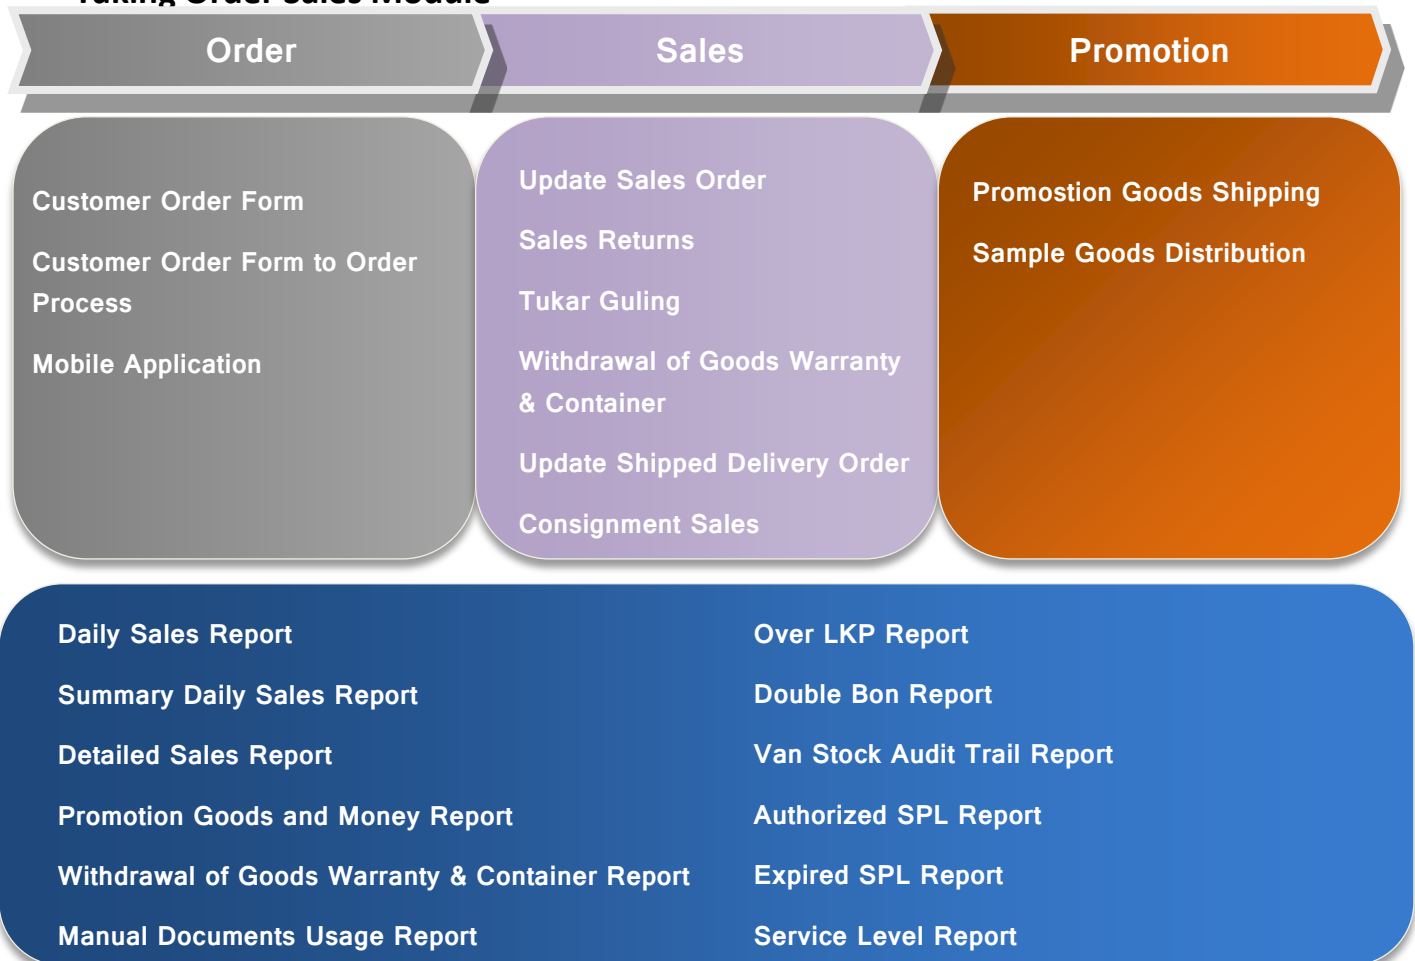 Taking Order Sales Module
Order
Sales
Promotion
Customer Order Form
Customer Order Form to Order
Process
Mobile Application
Update Sales Order
Sales Returns
Tukar Guling
Withdrawal of Goods Warranty
& Container
Update Shipped Delivery Order
Consignment Sales
Promostion Goods Shipping
Sample Goods Distribution
Daily Sales Report
Summary Daily Sales Report
Detailed Sales Report
Promotion Goods and Money Report
Withdrawal of Goods Warranty & Container Report
Manual Documents Usage Report
Over LKP Report
Double Bon Report
Van Stock Audit Trail Report
Authorized SPL Report
Expired SPL Report
Service Level Report